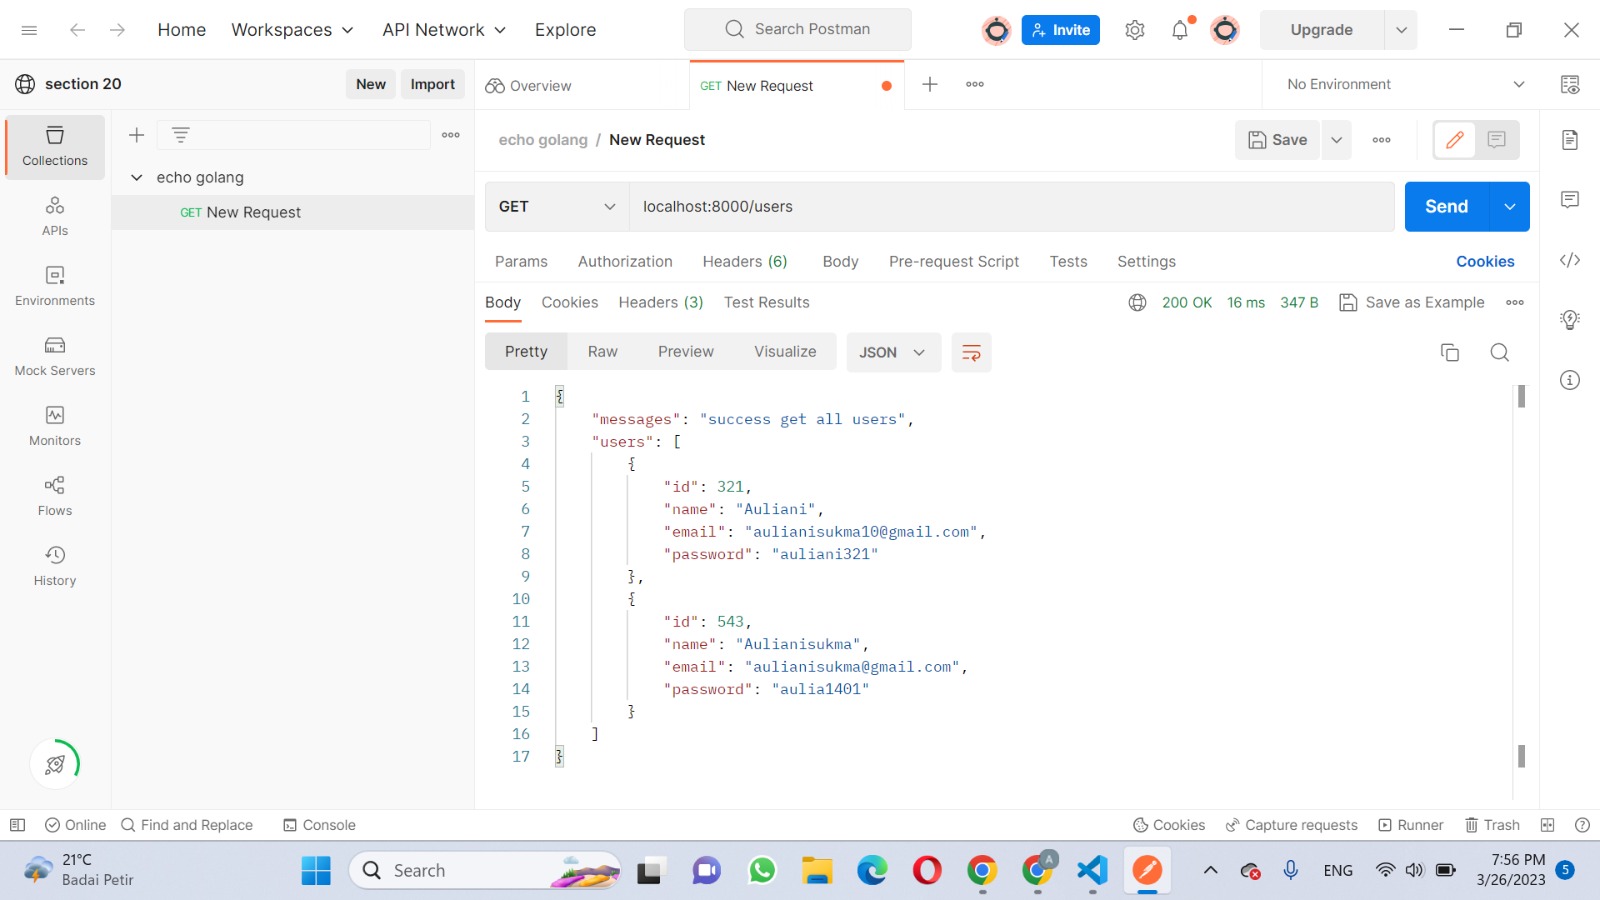 Home Workspaces API Network Explore Search Postman Invite Upgrade
section 20 New Import Overview GET New Request No Environment
echo golang / New Request Save
Collections
echo golang
GET New Request
APIs
Environments
Mock Servers
Monitors
Flows
History
GET localhost:8000/users Send
Params Authorization Headers (6) Body Pre-request Script Tests Settings Cookies
Body Cookies Headers (3) Test Results 200 OK 16 ms 347 B Save as Example
Pretty Raw Preview Visualize JSON
1 {
2 "messages": "success get all users",
3 "users": [
4 {
5 "id": 321,
6 "name": "Auliani",
7 "email": "aulianisukma10@gmail.com",
8 "password": "auliani321"
9 },
10 {
11 "id": 543,
12 "name": "Aulianisukma",
13 "email": "aulianisukma@gmail.com",
14 "password": "aulia1401"
15 }
16 ]
17 }
Online Find and Replace Console Cookies Capture requests Runner Trash
21°C
Badai Petir
Search
A
ENG
7:56 PM
3/26/2023
5